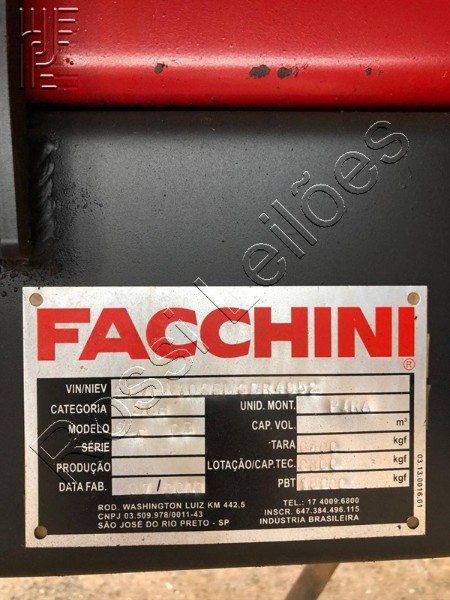 Rossi Leilões
FACCHINI®
VIN/NIEV
CATEGORIA UNID. MONT.
MODELO CAP. VOL. m³
SÉRIE TARA kgf
PRODUÇÃO LOTAÇÃO/CAP.TEC. kgf
DATA FAB. PBT kgf
ROD. WASHINGTON LUIZ KM 442,5 TEL.: 17 4009:6800
CNPJ 03.509.978/0011-43 INSCR. 647.384.496.115
SÃO JOSÉ DO RIO PRETO - SP INDÚSTRIA BRASILEIRA
03.13.0016.01